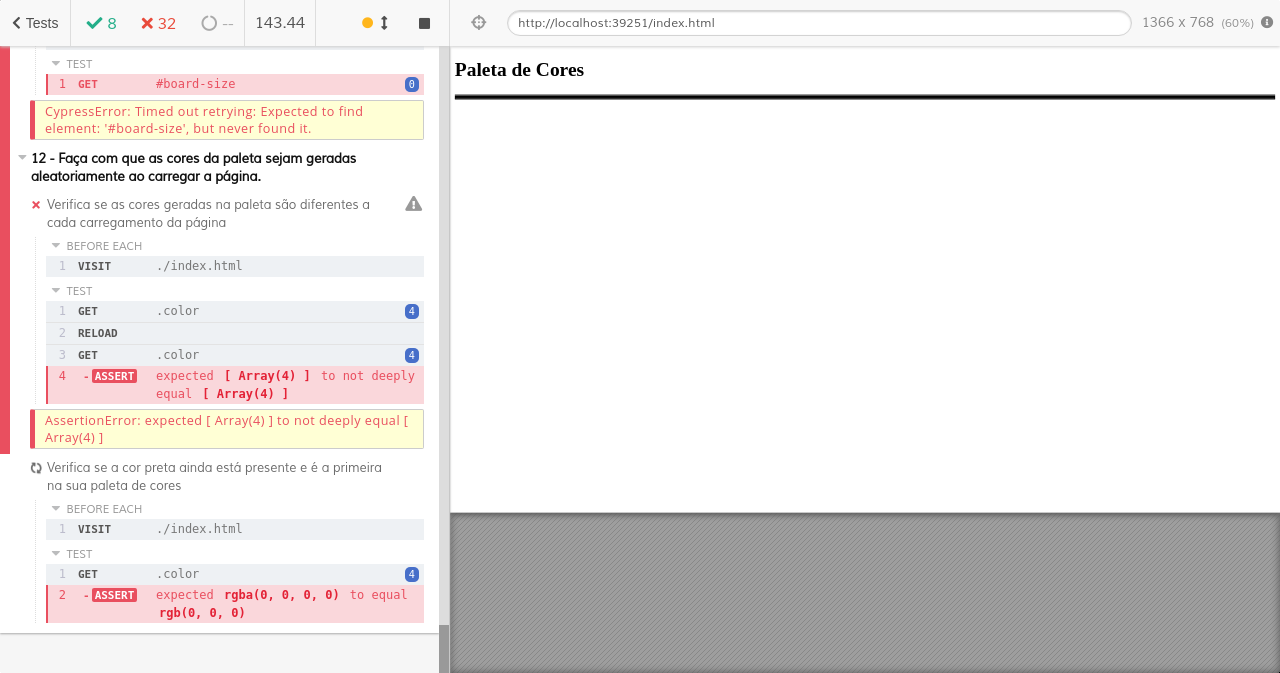 Tests 8 32 -- 143.44 http://localhost:39251/index.html 1366 x 768 (60%)
TEST
1 GET #board-size 0
CypressError: Timed out retrying: Expected to find
element: '#board-size', but never found it.
12 - Faça com que as cores da paleta sejam geradas
aleatoriamente ao carregar a página.
Verifica se as cores geradas na paleta são diferentes a
cada carregamento da página
BEFORE EACH
1 VISIT ./index.html
TEST
1 GET .color 4
2 RELOAD
3 GET .color 4
4 -ASSERT expected [ Array(4) ] to not deeply
equal [ Array(4) ]
AssertionError: expected [ Array(4) ] to not deeply equal [
Array(4) ]
Verifica se a cor preta ainda está presente e é a primeira
na sua paleta de cores
BEFORE EACH
1 VISIT ./index.html
TEST
1 GET .color 4
2 -ASSERT expected rgba(0, 0, 0, 0) to equal
rgb(0, 0, 0)
Paleta de Cores